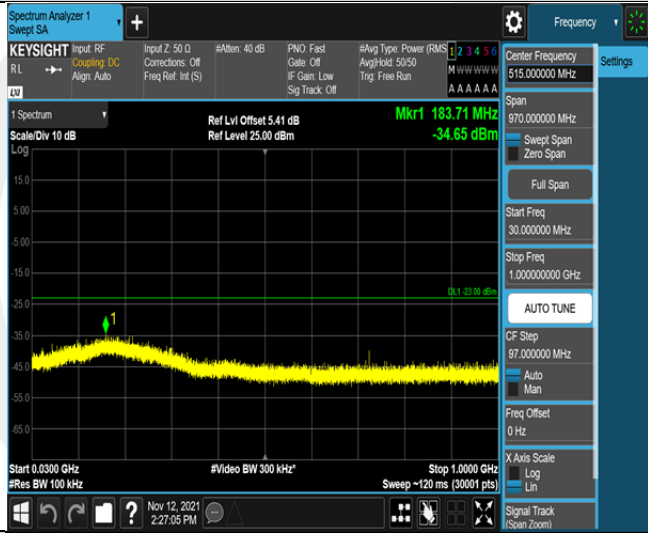 Spectrum Analyzer 1
Swept SA
+
Frequency
KEYSIGHT
RL
LXI
Input: RF
Coupling: DC
Align: Auto
Input Z: 50 Ω
Corrections: Off
Freq Ref: Int (S)
#Atten: 40 dB
PNO: Fast
Gate: Off
IF Gain: Low
Sig Track: Off
#Avg Type: Power (RMS
Avg|Hold: 50/50
Trig: Free Run
1 2 3 4 5 6
M W W W W W
A A A A A A
1 Spectrum
Scale/Div 10 dB
Ref Lvl Offset 5.41 dB
Ref Level 25.00 dBm
Mkr1 183.71 MHz
-34.65 dBm
Log
15.0
5.00
-5.00
-15.0
-25.0
-35.0
-45.0
-55.0
-65.0
DL1 -23.00 dBm
1
Start 0.0300 GHz
#Res BW 100 kHz
#Video BW 300 kHz*
Stop 1.0000 GHz
Sweep ~120 ms (30001 pts)
Nov 12, 2021
2:27:05 PM
?
Center Frequency
515.000000 MHz
Settings
Span
970.000000 MHz
Swept Span
Zero Span
Full Span
Start Freq
30.000000 MHz
Stop Freq
1.000000000 GHz
AUTO TUNE
CF Step
97.000000 MHz
Auto
Man
Freq Offset
0 Hz
X Axis Scale
Log
Lin
Signal Track
(Span Zoom)